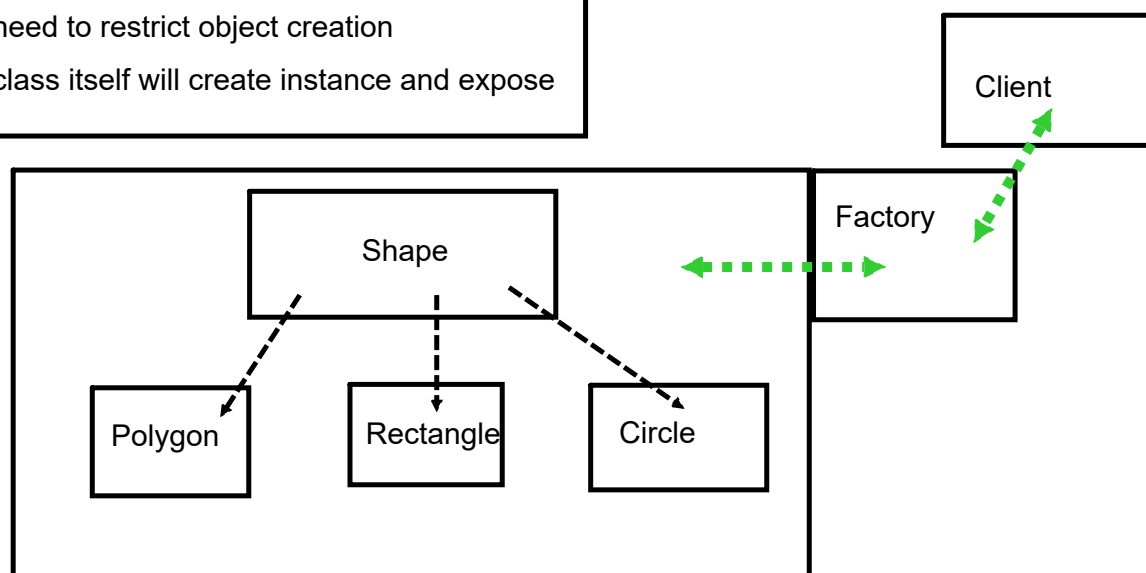 need to restrict object creation
class itself will create instance and expose
Client
Factory
Shape
Polygon
Rectangle
Circle